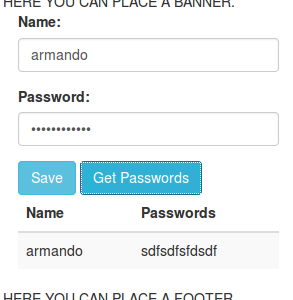 HERE YOU CAN PLACE A BANNER.
Name:
armando
Password:
••••••••••••
Save Get Passwords
Name Passwords
armando sdfsdfsfdsdf
HERE YOU CAN PLACE A FOOTER